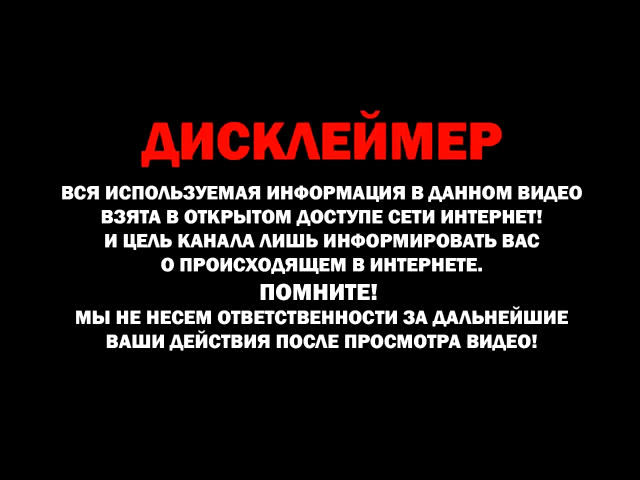 ДИСКЛЕЙМЕР
ВСЯ ИСПОЛЬЗУЕМАЯ ИНФОРМАЦИЯ В ДАННОМ ВИДЕО
ВЗЯТА В ОТКРЫТОМ ДОСТУПЕ СЕТИ ИНТЕРНЕТ!
И ЦЕЛЬ КАНАЛА ЛИШЬ ИНФОРМИРОВАТЬ ВАС
О ПРОИСХОДЯЩЕМ В ИНТЕРНЕТЕ.
ПОМНИТЕ!
МЫ НЕ НЕСЕМ ОТВЕТСТВЕННОСТИ ЗА ДАЛЬНЕЙШИЕ
ВАШИ ДЕЙСТВИЯ ПОСЛЕ ПРОСМОТРА ВИДЕО!